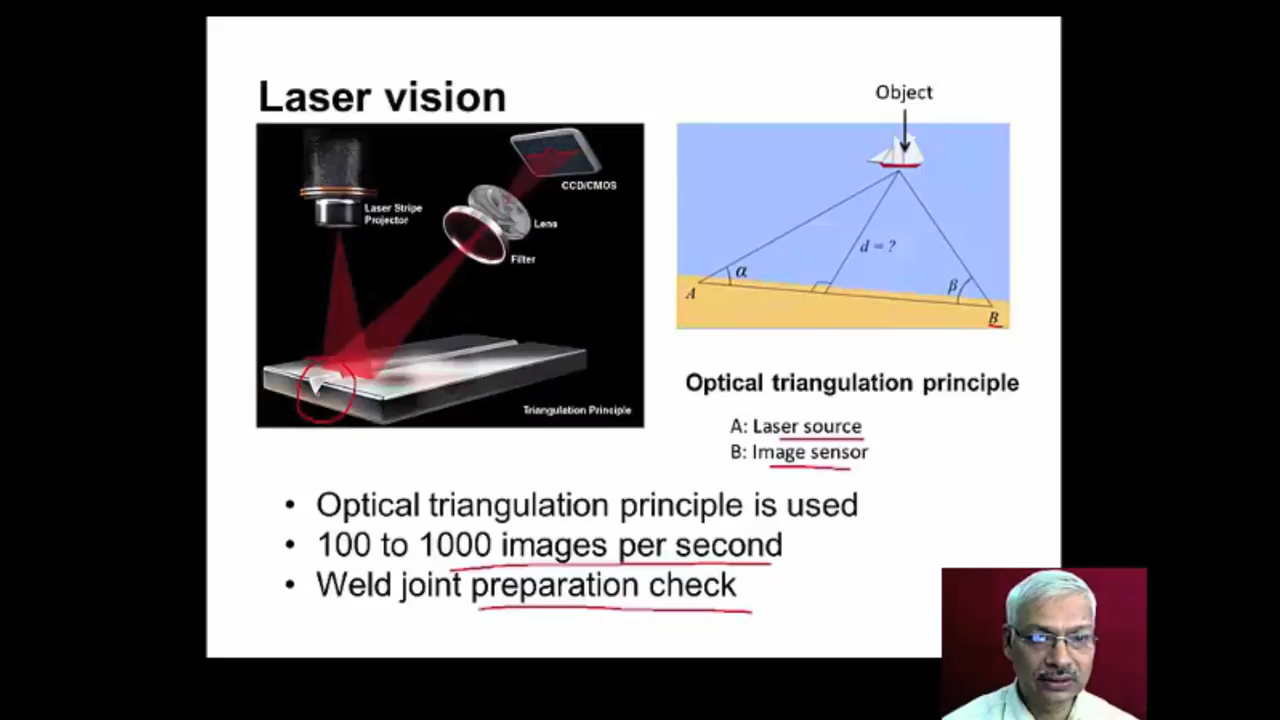 Laser vision
Laser Stripe
Projector
CCD/CMOS
Lens
Filter
Triangulation Principle
Object
d = ?
α
β
A
B
Optical triangulation principle
A: Laser source
B: Image sensor
• Optical triangulation principle is used
• 100 to 1000 images per second
• Weld joint preparation check